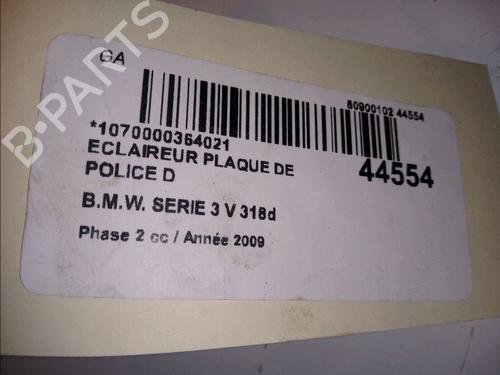 GA
80900102 44554
*1070000364021
ECLAIREUR PLAQUE DE
POLICE D
44554
B.M.W. SERIE 3 V 318d
Phase 2 cc / Année 2009
B-PARTS